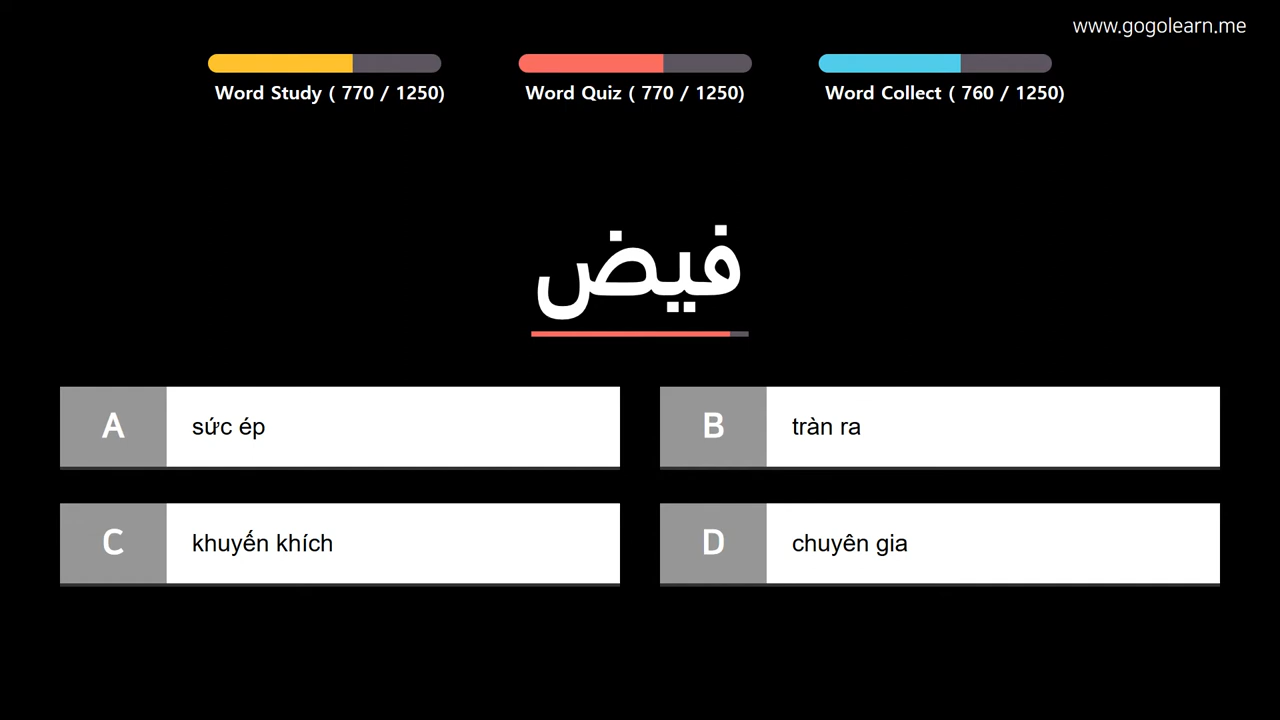 www.gogolearn.me
Word Study ( 770 / 1250)
Word Quiz ( 770 / 1250)
Word Collect ( 760 / 1250)
فيض
A sức ép
B tràn ra
C khuyến khích
D chuyên gia